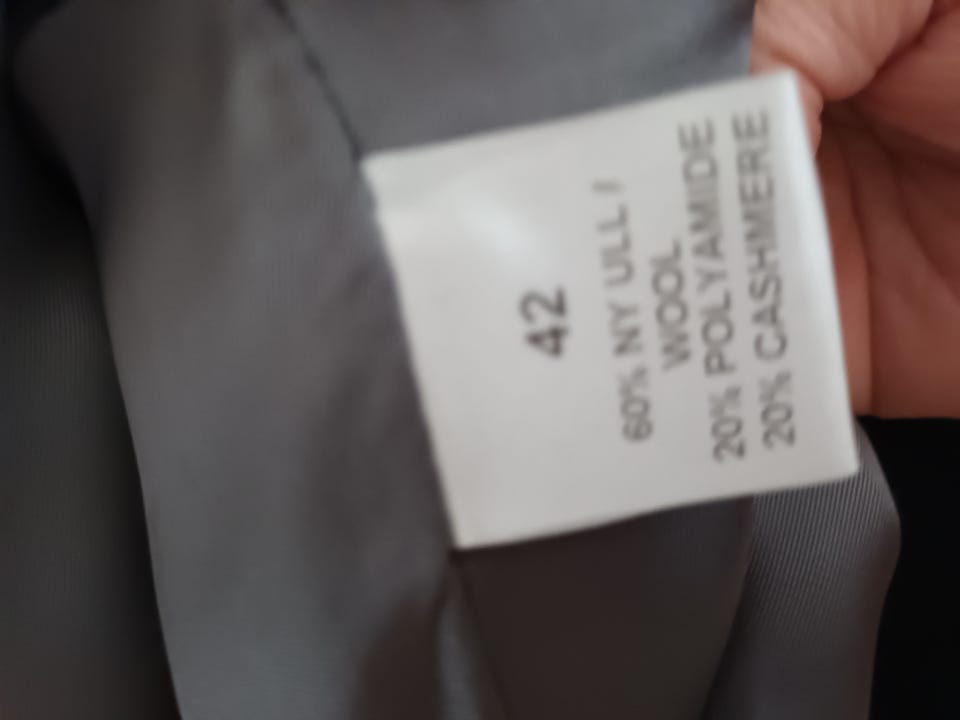 42
60% NY ULL /
WOOL
20% POLYAMIDE
20% CASHMERE